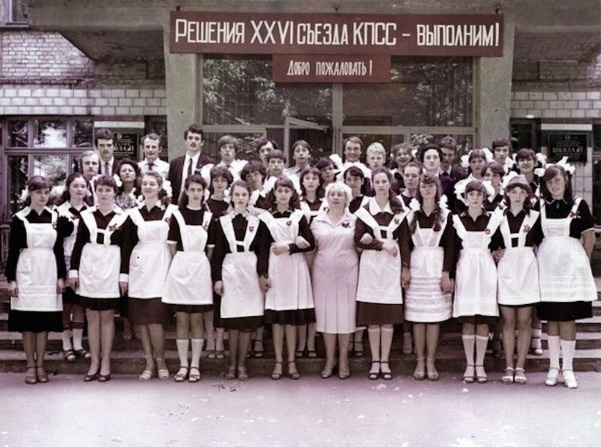 РЕШЕНИЯ XXVI СЪЕЗДА КПСС – ВЫПОЛНИМ!
ДОБРО ПОЖАЛОВАТЬ!